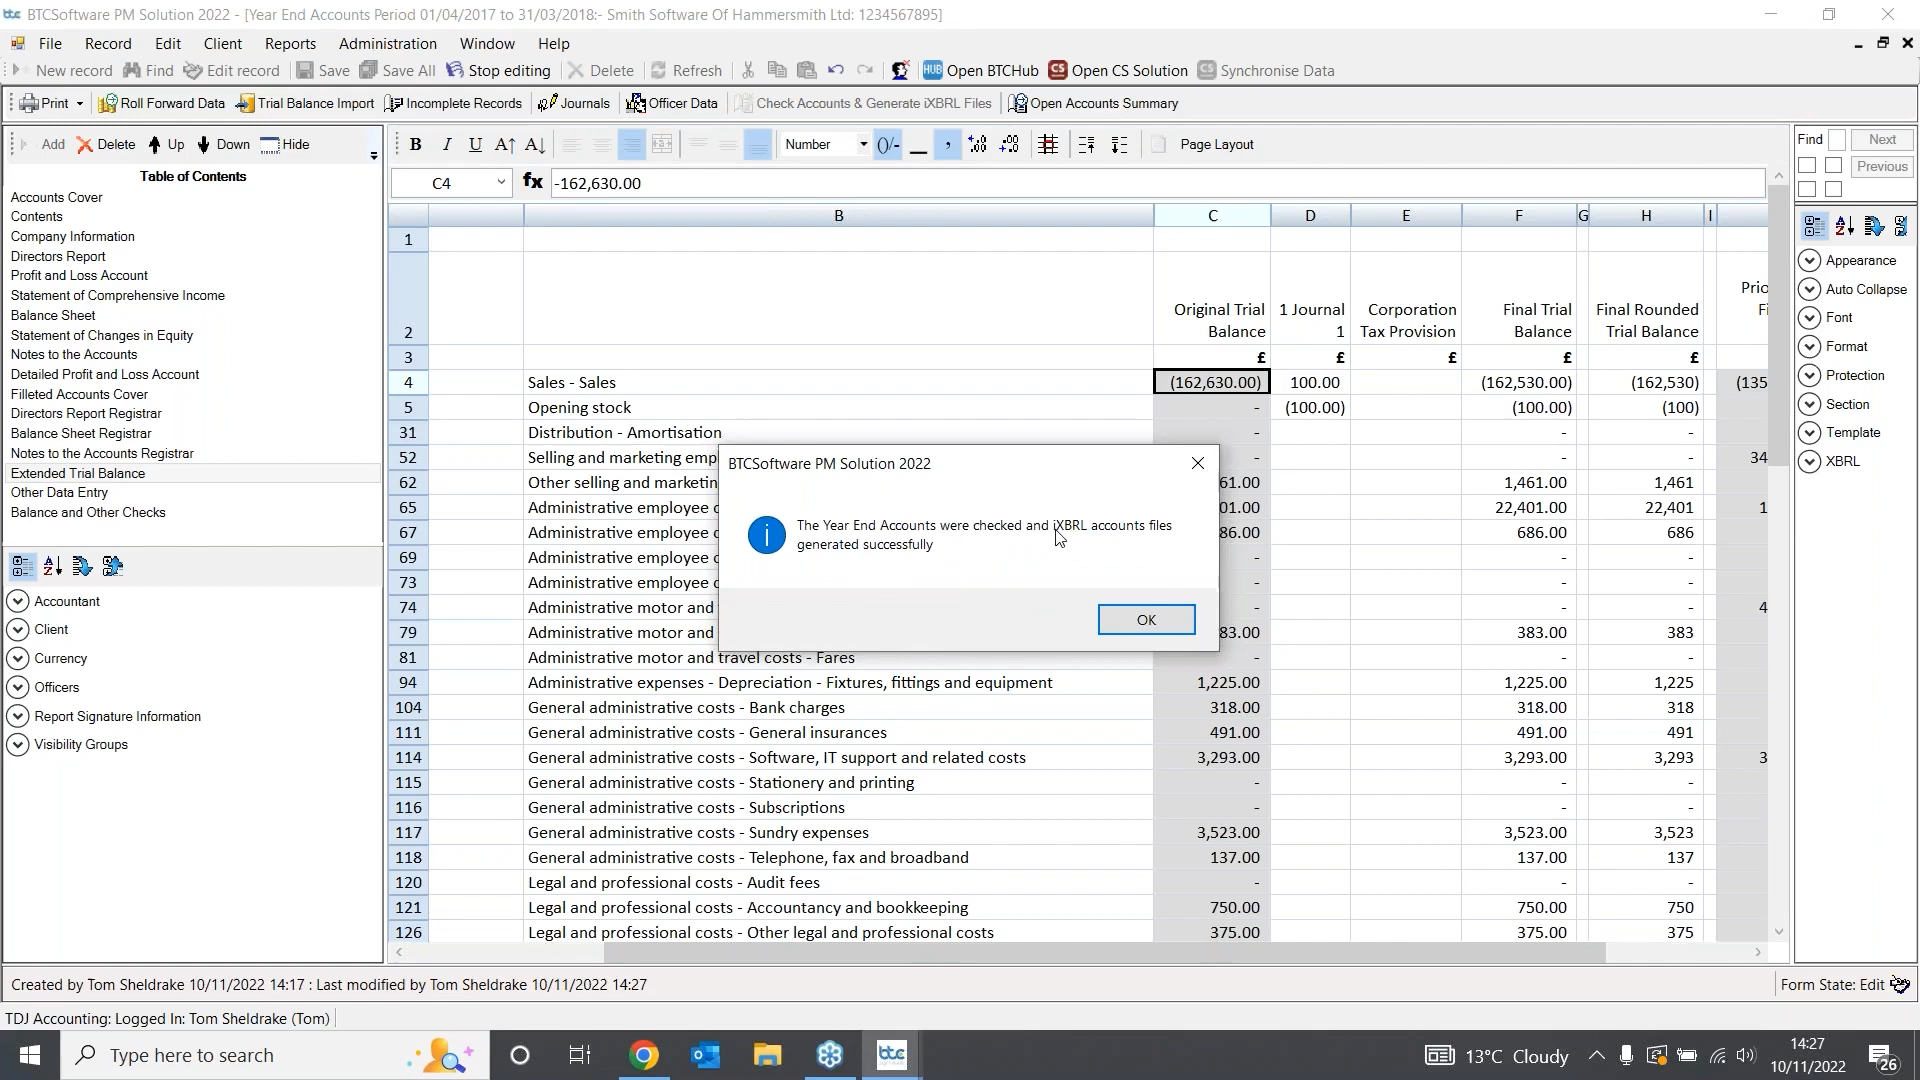 BTCSoftware PM Solution 2022 - [Year End Accounts Period 01/04/2017 to 31/03/2018:- Smith Software Of Hammersmith Ltd: 1234567895]
File Record Edit Client Reports Administration Window Help
New record Find Edit record Save Save All Stop editing Delete Refresh HUB Open BTCHub CS Open CS Solution CS Synchronise Data
Print Roll Forward Data Trial Balance Import Incomplete Records Journals Officer Data Check Accounts & Generate iXBRL Files Open Accounts Summary
Add Delete Up Down Hide
Table of Contents
Accounts Cover
Contents
Company Information
Directors Report
Profit and Loss Account
Statement of Comprehensive Income
Balance Sheet
Statement of Changes in Equity
Notes to the Accounts
Detailed Profit and Loss Account
Filleted Accounts Cover
Directors Report Registrar
Balance Sheet Registrar
Notes to the Accounts Registrar
Extended Trial Balance
Other Data Entry
Balance and Other Checks
Accountant
Client
Currency
Officers
Report Signature Information
Visibility Groups
B I U A A Number ()/- , Page Layout
C4 fx -162,630.00
B C D E F G H I
1
2 Original Trial Balance 1 Journal 1 Corporation Tax Provision Final Trial Balance Final Rounded Trial Balance Prio Fi
3 £ £ £ £ £
4 Sales - Sales (162,630.00) 100.00 (162,530.00) (162,530) (135
5 Opening stock - (100.00) (100.00) (100)
31 Distribution - Amortisation - - -
52 Selling and marketing emp - - - 34
62 Other selling and marketin 61.00 1,461.00 1,461
65 Administrative employee c 01.00 22,401.00 22,401 1
67 Administrative employee c 86.00 686.00 686
69 Administrative employee c - - -
73 Administrative employee c - - -
74 Administrative motor and - - - 4
79 Administrative motor and 83.00 383.00 383
81 Administrative motor and travel costs - Fares - - -
94 Administrative expenses - Depreciation - Fixtures, fittings and equipment 1,225.00 1,225.00 1,225
104 General administrative costs - Bank charges 318.00 318.00 318
111 General administrative costs - General insurances 491.00 491.00 491
114 General administrative costs - Software, IT support and related costs 3,293.00 3,293.00 3,293 3
115 General administrative costs - Stationery and printing - - -
116 General administrative costs - Subscriptions - - -
117 General administrative costs - Sundry expenses 3,523.00 3,523.00 3,523
118 General administrative costs - Telephone, fax and broadband 137.00 137.00 137
120 Legal and professional costs - Audit fees - - -
121 Legal and professional costs - Accountancy and bookkeeping 750.00 750.00 750
126 Legal and professional costs - Other legal and professional costs 375.00 375.00 375
BTCSoftware PM Solution 2022
The Year End Accounts were checked and iXBRL accounts files
generated successfully
OK
Find Next
Previous
Appearance
Auto Collapse
Font
Format
Protection
Section
Template
XBRL
Created by Tom Sheldrake 10/11/2022 14:17 : Last modified by Tom Sheldrake 10/11/2022 14:27 Form State: Edit
TDJ Accounting: Logged In: Tom Sheldrake (Tom)
Type here to search btc 13°C Cloudy 14:27
10/11/2022 26